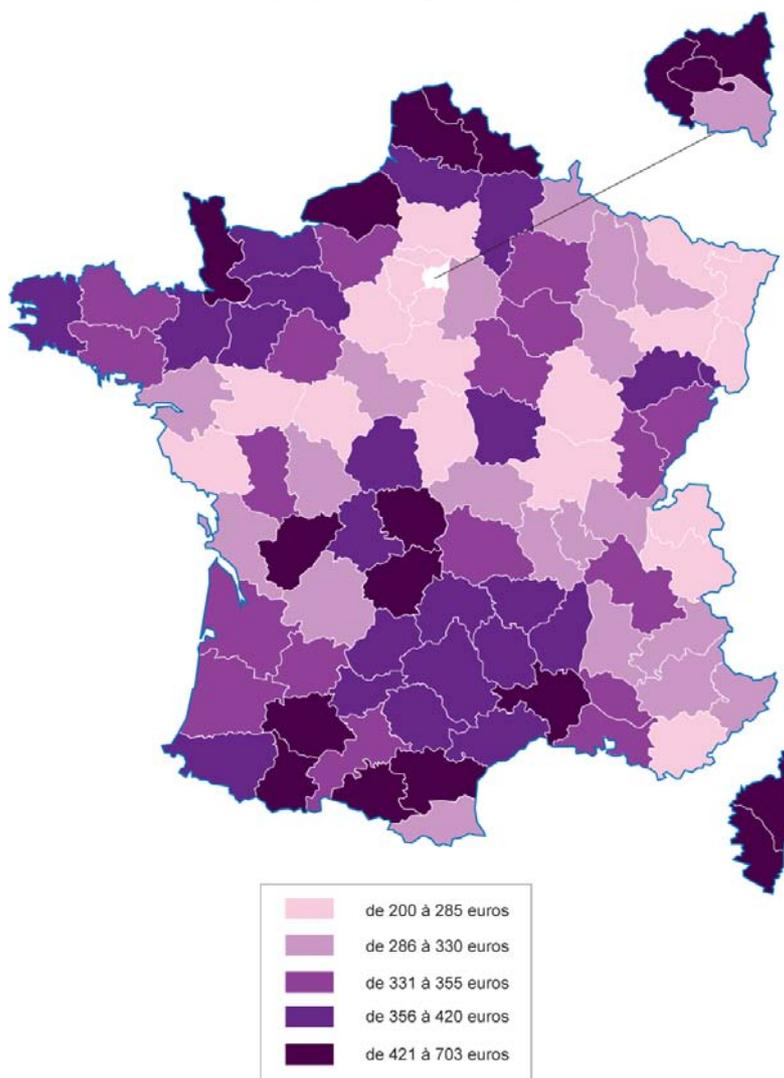 de 200 à 285 euros
de 286 à 330 euros
de 331 à 355 euros
de 356 à 420 euros
de 421 à 703 euros